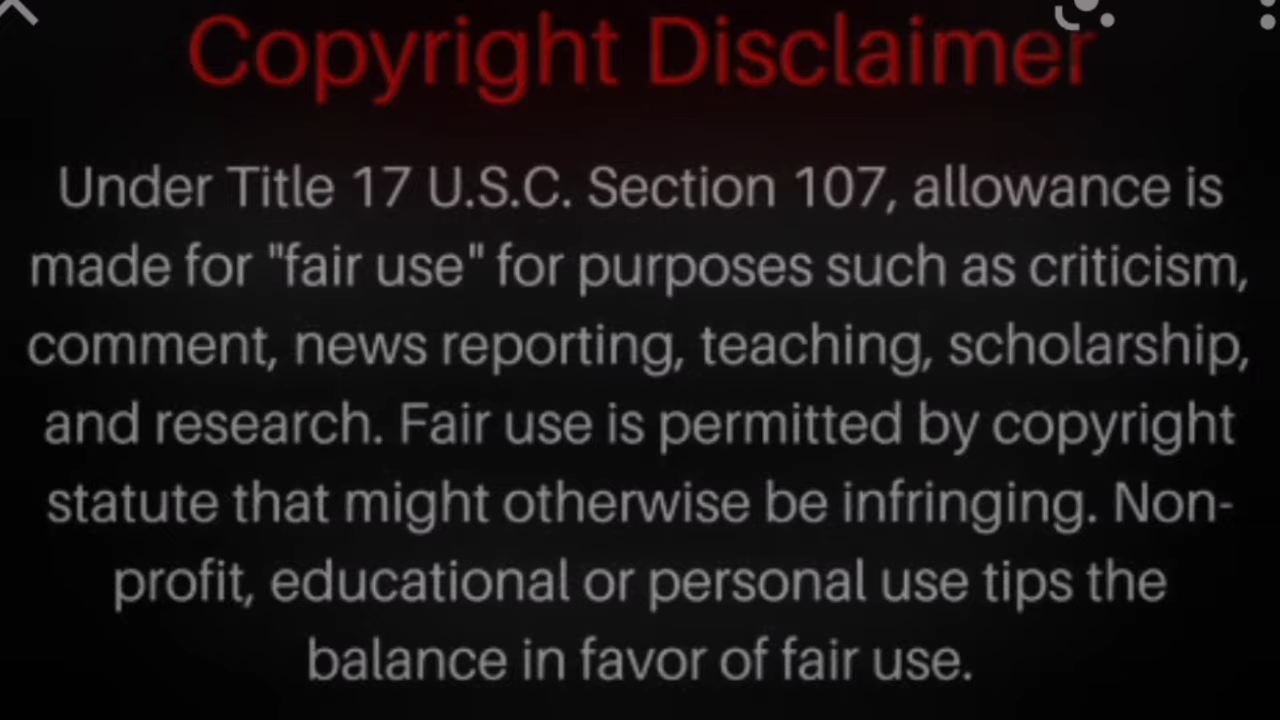 Copyright Disclaimer
Under Title 17 U.S.C. Section 107, allowance is
made for "fair use" for purposes such as criticism,
comment, news reporting, teaching, scholarship,
and research. Fair use is permitted by copyright
statute that might otherwise be infringing. Non-
profit, educational or personal use tips the
balance in favor of fair use.